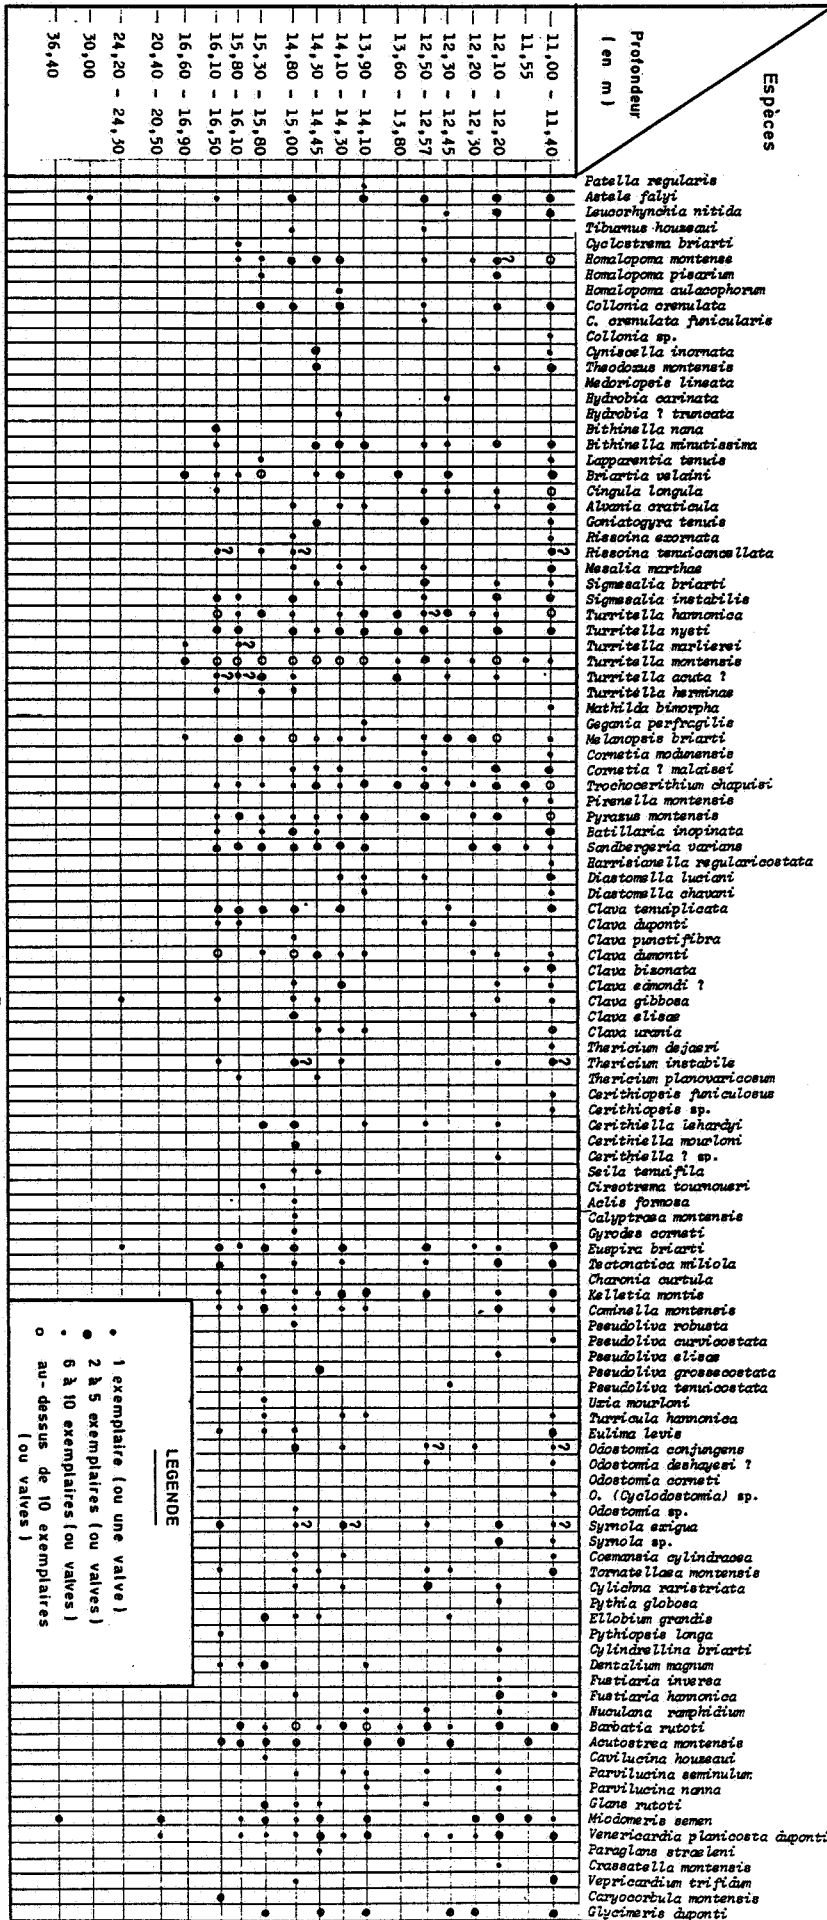 Espèces
Profondeur
( en m )
11,00 - 11,40
11,55
12,10 - 12,20
12,20 - 12,30
12,30 - 12,45
12,50 - 12,57
13,60 - 13,80
13,90 - 14,10
14,10 - 14,30
14,30 - 14,45
14,80 - 15,00
15,30 - 15,80
15,80 - 16,10
16,10 - 16,50
16,60 - 16,90
20,40 - 20,50
24,20 - 24,30
30,00
36,40
Patella regularis
Astele falyi
Leucorhynchia nitida
Tiburnus houzeaui
Cyclostrema briarti
Homalopoma montense
Homalopoma pisarium
Homalopoma aulacophorum
Collonia crenulata
C. crenulata funicularis
Collonia sp.
Cyniscella inornata
Theodoxus montensis
Medoriopsis lineata
Hydrobia carinata
Hydrobia ? truncata
Bithinella nana
Bithinella minutissima
Lapparentia tenuis
Briartia velaini
Cingula longula
Alvania craticula
Goniatogyra tenuis
Rissoina exornata
Rissoina tenuicancellata
Mesalia marthae
Sigmesalia briarti
Sigmesalia instabilis
Turritella hannonica
Turritella nysti
Turritella marlierei
Turritella montensis
Turritella acuta ?
Turritella herminae
Mathilda bimorpha
Gegania perfragilis
Melanopsis briarti
Cornetia modunensis
Cornetia ? malaisei
Trochocerithium chapuisi
Pirenella montensis
Pyrazus montensis
Batillaria inopinata
Sandbergeria varians
Harrisianella regularicostata
Diastomella luciani
Diastomella chavani
Clava tenuiplicata
Clava duponti
Clava punctifibra
Clava dumonti
Clava bizonata
Clava edmondi ?
Clava gibbosa
Clava elisae
Clava urania
Thericium dejaeri
Thericium instabile
Thericium planovaricosum
Cerithiopsis funiculosus
Cerithiopsis sp.
Cerithiella lehardyi
Cerithiella mourloni
Cerithiella ? sp.
Seila tenuifila
Cirsotrema tournoueri
Aclis formosa
Calyptraea montensis
Gyrodes corneti
Euspira briarti
Tectonatica miliola
Charonia curtula
Kelletia montis
Cominella montensis
Pseudoliva robusta
Pseudoliva curvicostata
Pseudoliva elisae
Pseudoliva grossecostata
Pseudoliva tenuicostata
Uxia mourloni
Turricula hannonica
Eulima levis
Odostomia conjungens
Odostomia deshayesi ?
Odostomia corneti
O. (Cyclodostomia) sp.
Odostomia sp.
Syrnola exigua
Syrnola sp.
Cosmansia cylindracea
Tornatellaea montensis
Cylichna raristriata
Pythia globosa
Ellobium grandis
Pythiopsis longa
Cylindrellina briarti
Dentalium magnum
Fustiaria inversa
Fustiaria hannonica
Nuculana ramphidium
Barbatia rutoti
Acutostrea montensis
Cavilucina houzeaui
Parvilucina seminulum
Parvilucina nanna
Glans rutoti
Miodomeris semen
Venericardia planicosta duponti
Paraglans straeleni
Crassatella montensis
Vepricardium trifidum
Caryocorbula montensis
Glycimeris duponti
LEGENDE
1 exemplaire (ou une valve)
2 à 5 exemplaires (ou valves)
6 à 10 exemplaires (ou valves)
au-dessus de 10 exemplaires
(ou valves)